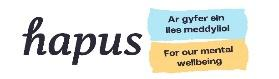 hapus
Ar gyfer ein
lles meddyliol
For our mental
wellbeing